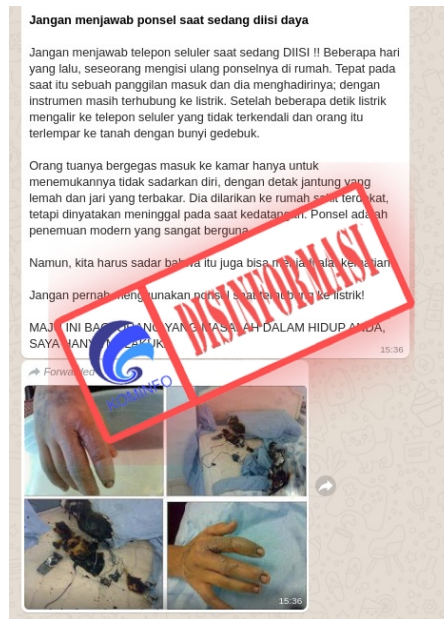 Jangan menjawab ponsel saat sedang diisi daya
Jangan menjawab telepon seluler saat sedang DIISI !! Beberapa hari
yang lalu, seseorang mengisi ulang ponselnya di rumah. Tepat pada
saat itu sebuah panggilan masuk dan dia menghadirinya; dengan
instrumen masih terhubung ke listrik. Setelah beberapa detik listrik
mengalir ke telepon seluler yang tidak terkendali dan orang itu
terlempar ke tanah dengan bunyi gedebuk.
Orang tuanya bergegas masuk ke kamar hanya untuk
menemukannya tidak sadarkan diri, dengan detak jantung yang
lemah dan jari yang terbakar. Dia dilarikan ke rumah sakit terdekat,
tetapi dinyatakan meninggal pada saat kedatangan. Ponsel adalah
penemuan modern yang sangat berguna
Namun, kita harus sadar bahwa itu juga bisa menjadi alat kematian
Jangan pernah menggunakan ponsel saat terhubung ke listrik!
INI YANG DALAM HIDUP ANDA,
SAYA
15:36
DISINFORMASI
KOMINFO
Forwarded
15:36